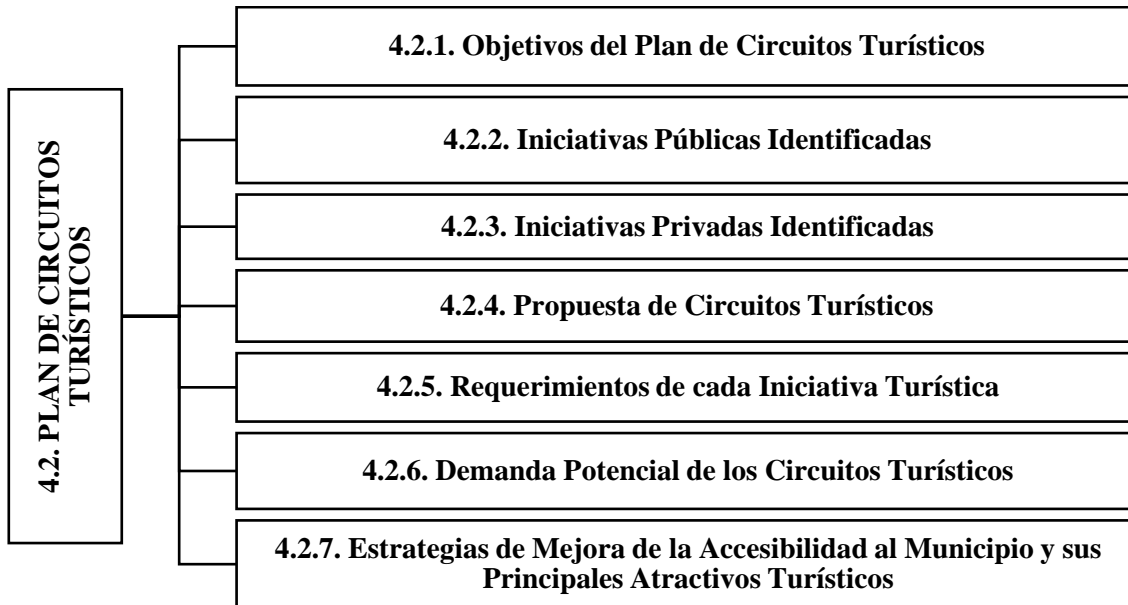 4.2. PLAN DE CIRCUITOS
TURÍSTICOS
4.2.1. Objetivos del Plan de Circuitos Turísticos
4.2.2. Iniciativas Públicas Identificadas
4.2.3. Iniciativas Privadas Identificadas
4.2.4. Propuesta de Circuitos Turísticos
4.2.5. Requerimientos de cada Iniciativa Turística
4.2.6. Demanda Potencial de los Circuitos Turísticos
4.2.7. Estrategias de Mejora de la Accesibilidad al Municipio y sus
Principales Atractivos Turísticos